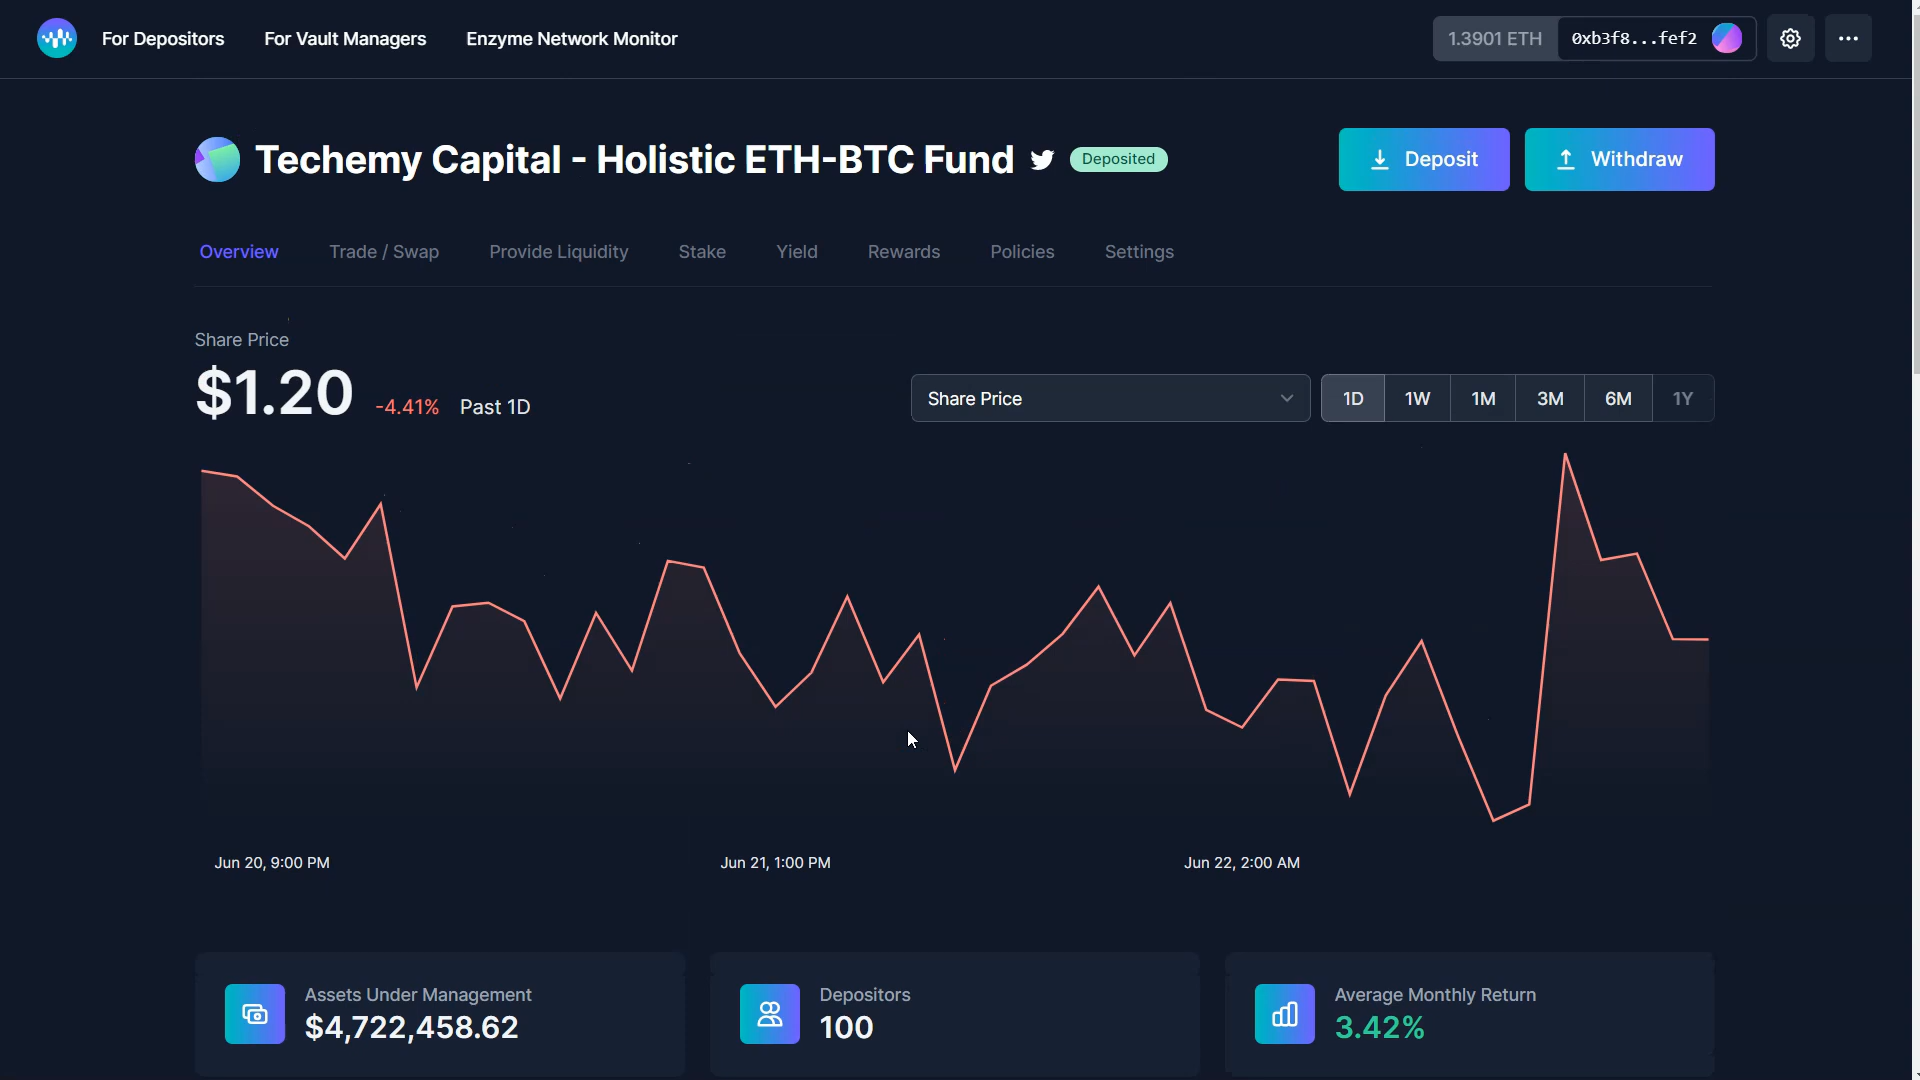 For Depositors
For Vault Managers
Enzyme Network Monitor
1.3901 ETH
0xb3f8...fef2
Techemy Capital - Holistic ETH-BTC Fund
Deposited
Deposit
Withdraw
Overview
Trade / Swap
Provide Liquidity
Stake
Yield
Rewards
Policies
Settings
Share Price
$1.20 -4.41% Past 1D
Share Price
1D
1W
1M
3M
6M
1Y
Jun 20, 9:00 PM
Jun 21, 1:00 PM
Jun 22, 2:00 AM
Assets Under Management
$4,722,458.62
Depositors
100
Average Monthly Return
3.42%